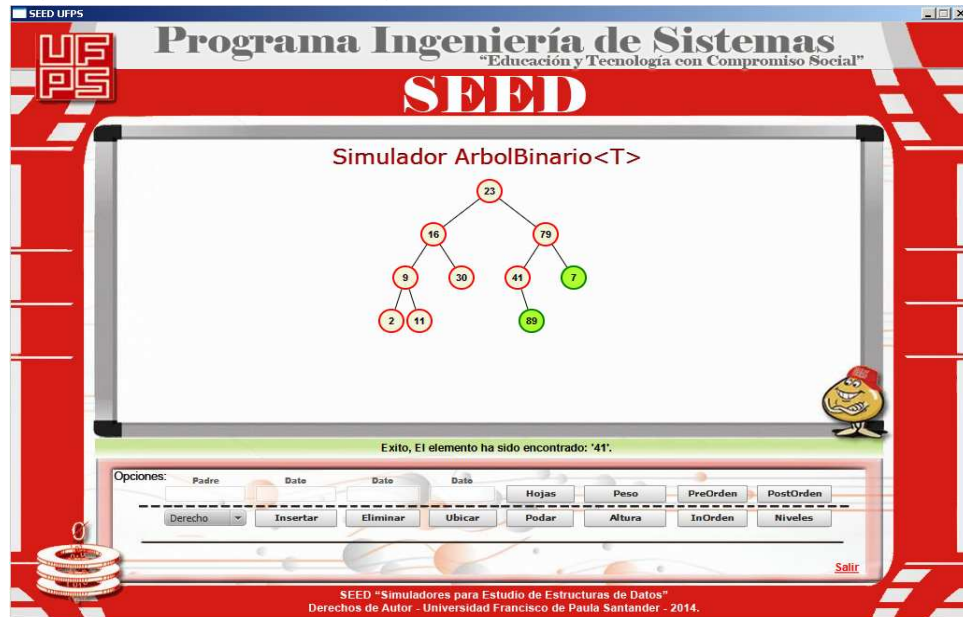 SEED UFPS
UFPS
Programa Ingeniería de Sistemas
“Educación y Tecnología con Compromiso Social”
SEED
Simulador ArbolBinario<T>
23
16 79
9 30 41 7
2 11 89
Exito, El elemento ha sido encontrado: '41'.
Opciones:
Padre Dato Dato Dato
Hojas Peso PreOrden PostOrden
Derecho Insertar Eliminar Ubicar Podar Altura InOrden Niveles
Salir
SEED “Simuladores para Estudio de Estructuras de Datos”
Derechos de Autor - Universidad Francisco de Paula Santander - 2014.